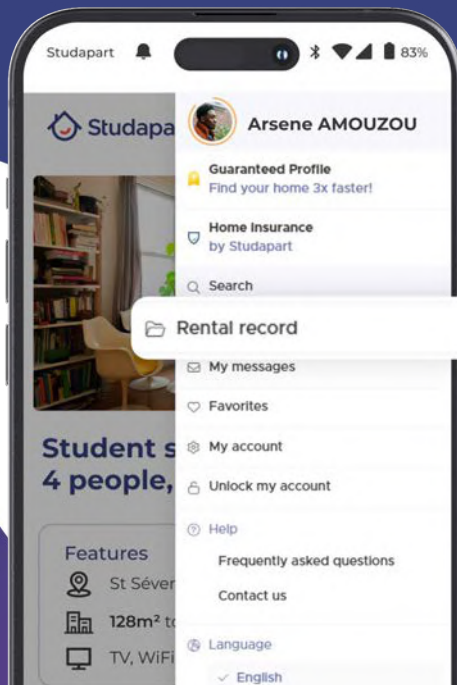 Studapart
83%
Studapa
Arsene AMOUZOU
Guaranteed Profile
Find your home 3x faster!
Home Insurance
by Studapart
Search
Rental record
My messages
Favorites
My account
Unlock my account
Help
Frequently asked questions
Contact us
Language
English
Student s
4 people,
Features
St Séver
128m² to
TV, WiFi